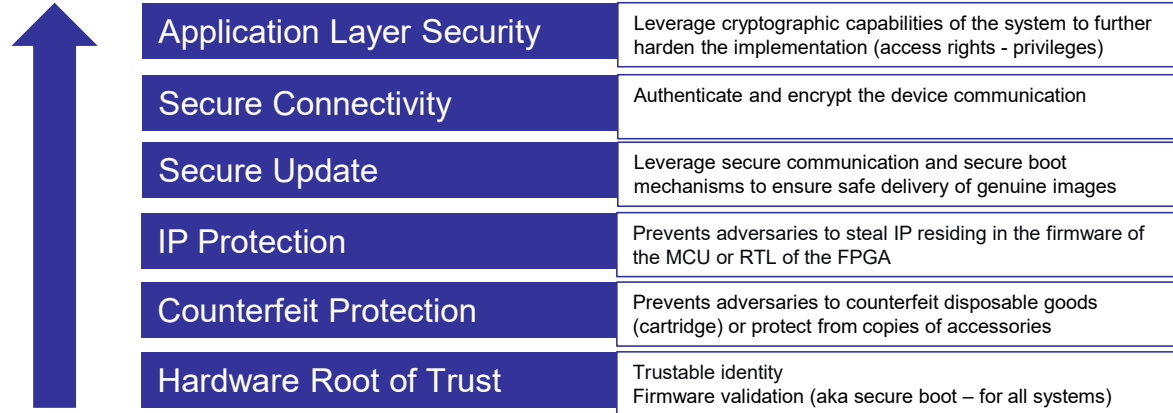 Application Layer Security
Leverage cryptographic capabilities of the system to further
harden the implementation (access rights - privileges)
Secure Connectivity
Authenticate and encrypt the device communication
Secure Update
Leverage secure communication and secure boot
mechanisms to ensure safe delivery of genuine images
IP Protection
Prevents adversaries to steal IP residing in the firmware of
the MCU or RTL of the FPGA
Counterfeit Protection
Prevents adversaries to counterfeit disposable goods
(cartridge) or protect from copies of accessories
Hardware Root of Trust
Trustable identity
Firmware validation (aka secure boot – for all systems)